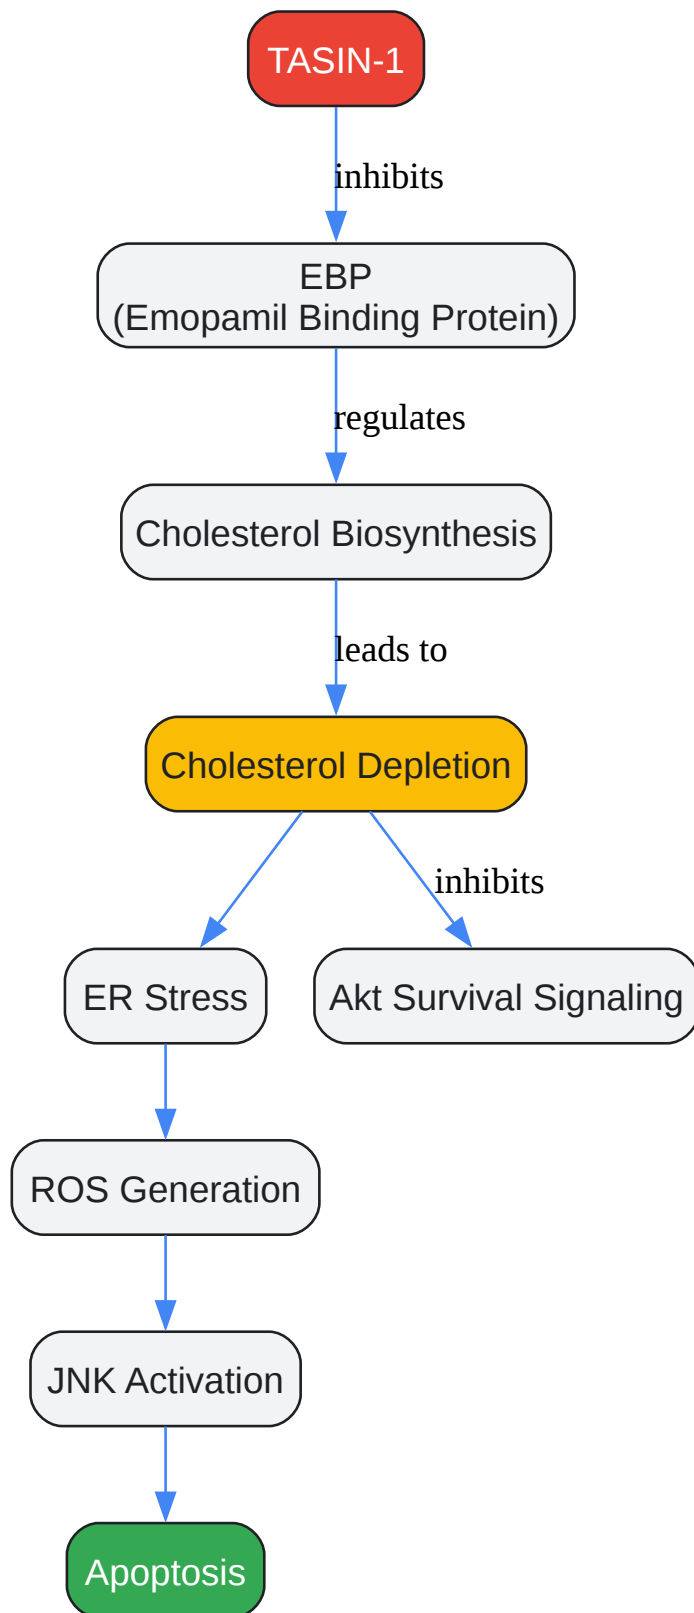 TASIN-1
inhibits
EBP
(Emopamil Binding Protein)
regulates
Cholesterol Biosynthesis
leads to
Cholesterol Depletion
inhibits
ER Stress
Akt Survival Signaling
ROS Generation
JNK Activation
Apoptosis